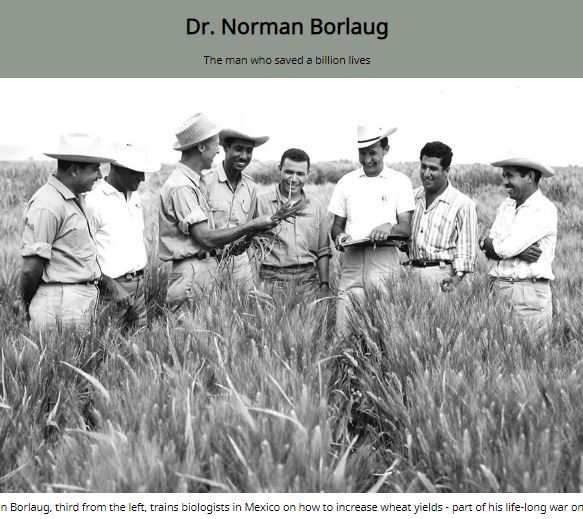 Dr. Norman Borlaug
The man who saved a billion lives
n Borlaug, third from the left, trains biologists in Mexico on how to increase wheat yields - part of his life-long war on